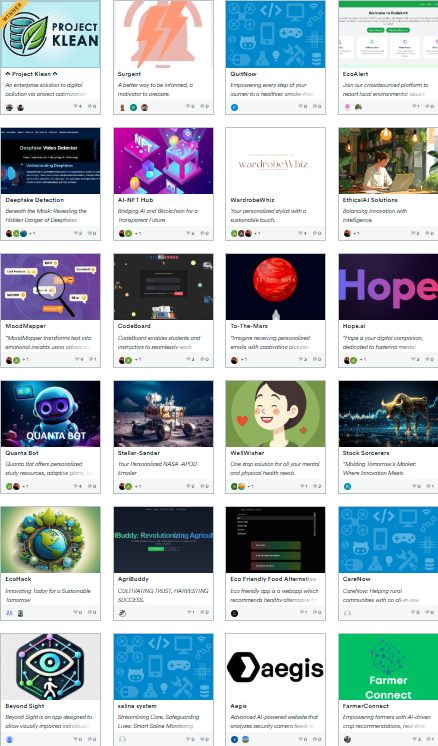 WINNER
PROJECT
KLEAN
Project Klean
An enterprise solution to digital
pollution via project optimization
4 0
Surgent
A better way to be informed, a
motivator to prepare.
0 0
QuitNow
Empowering every step of your
journey to a healthier, smoke-free
0 0
Welcome to EcoWatch
EcoAlert
Join our crowdsourced platform to
report local environmental issues
1 0
Deepfake Video Detector
Understanding Deepfakes
Deepfake Detection
Beneath the Mask: Revealing the
Hidden Danger of Deepfakes
+1 2 0
NFT
AI-NFT Hub
Bridging AI and Blockchain for a
Transparent Future
+1 5 0
wardrobeWhiz
WardrobeWhiz
Your personalized stylist with a
sustainable touch.
+1 4 0
EthicalAI Solutions
Balancing Innovation with
Intelligence.
+1 2 0
MoodMapper
"MoodMapper transforms text into
emotional insights using advanced
+1 4 1
CodeBoard
CodeBoard enables students and
instructors to seamlessly work
+1 3 0
TO THE MARS
To-The-Mars
"Imagine receiving personalized
emails with captivating pictures
+1 3 0
Hope
Hope.ai
"Hope is your digital companion,
dedicated to fostering mental
+1 3 0
QUANTA BOT
Quanta Bot
Quanta Bot offers personalized
study resources, adaptive plans,
+1 4 0
Stellar-Sender
Your Personalized NASA -APOD
Emailer
+1 2 0
WellWisher
One stop solution for all your mental
and physical health needs.
+1 1 2
Stock Sorcerers
"Molding Tomorrow's Market:
Where Innovation Meets
0 1
EcoHack
Innovating Today for a Sustainable
Tomorrow
0 0
Buddy: Revolutionizing Agricult
AgriBuddy
CULTIVATING TRUST, HARVESTING
SUCCESS.
1 0
Eco Friendly Food Alternative
Eco friendly app is a webapp which
recommends healthy alternative
1 0
CareNow
CareNow: Helping rural
communities with an all-in-one
0 0
Beyond Sight
Beyond Sight is an app designed to
allow visually impaired individuals
0 0
saline system
Streamlining Care, Safeguarding
Lives: Smart Saline Monitoring
0 0
aegis
Aegis
Advanced AI-powered website that
analyzes security camera feeds
0 0
Farmer
Connect
FarmerConnect
Empowering farmers with AI-driven
crop recommendations, real-time
3 1